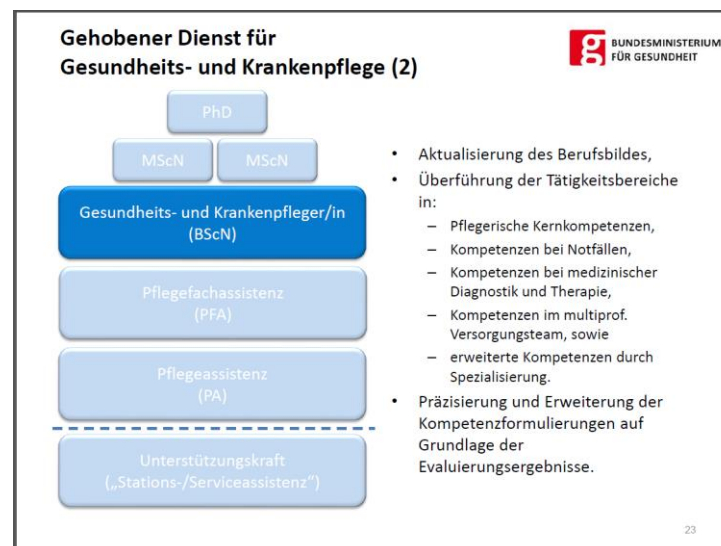 Gehobener Dienst für
Gesundheits- und Krankenpflege (2)
g BUNDESMINISTERIUM
FÜR GESUNDHEIT
PhD
MScN MScN
Gesundheits- und Krankenpfleger/in
(BScN)
Pflegefachassistenz
(PFA)
Pflegeassistenz
(PA)
Unterstützungskraft
(„Stations-/Serviceassistenz")
• Aktualisierung des Berufsbildes,
• Überführung der Tätigkeitsbereiche
in:
– Pflegerische Kernkompetenzen,
– Kompetenzen bei Notfällen,
– Kompetenzen bei medizinischer
Diagnostik und Therapie,
– Kompetenzen im multiprof.
Versorgungsteam, sowie
– erweiterte Kompetenzen durch
Spezialisierung.
• Präzisierung und Erweiterung der
Kompetenzformulierungen auf
Grundlage der
Evaluierungsergebnisse.
23